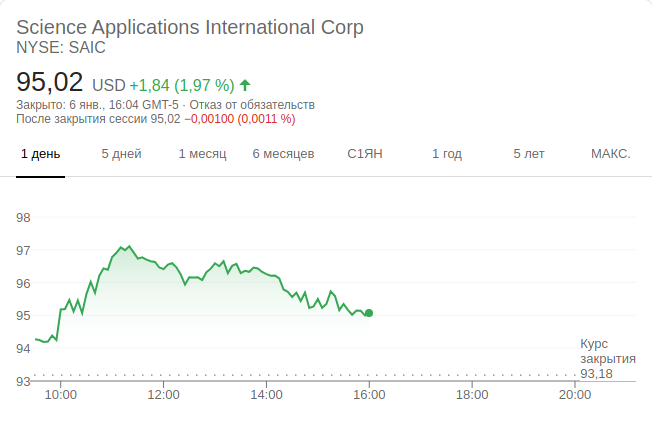 Science Applications International Corp
NYSE: SAIC
95,02 USD +1,84 (1,97 %) ↑
Закрыто: 6 янв., 16:04 GMT-5 · Отказ от обязательств
После закрытия сессии 95,02 −0,00100 (0,0011 %)
1 день 5 дней 1 месяц 6 месяцев С1ЯН 1 год 5 лет МАКС.
98
97
96
95
94
Курс
закрытия
93,18
93
10:00 12:00 14:00 16:00 18:00 20:00